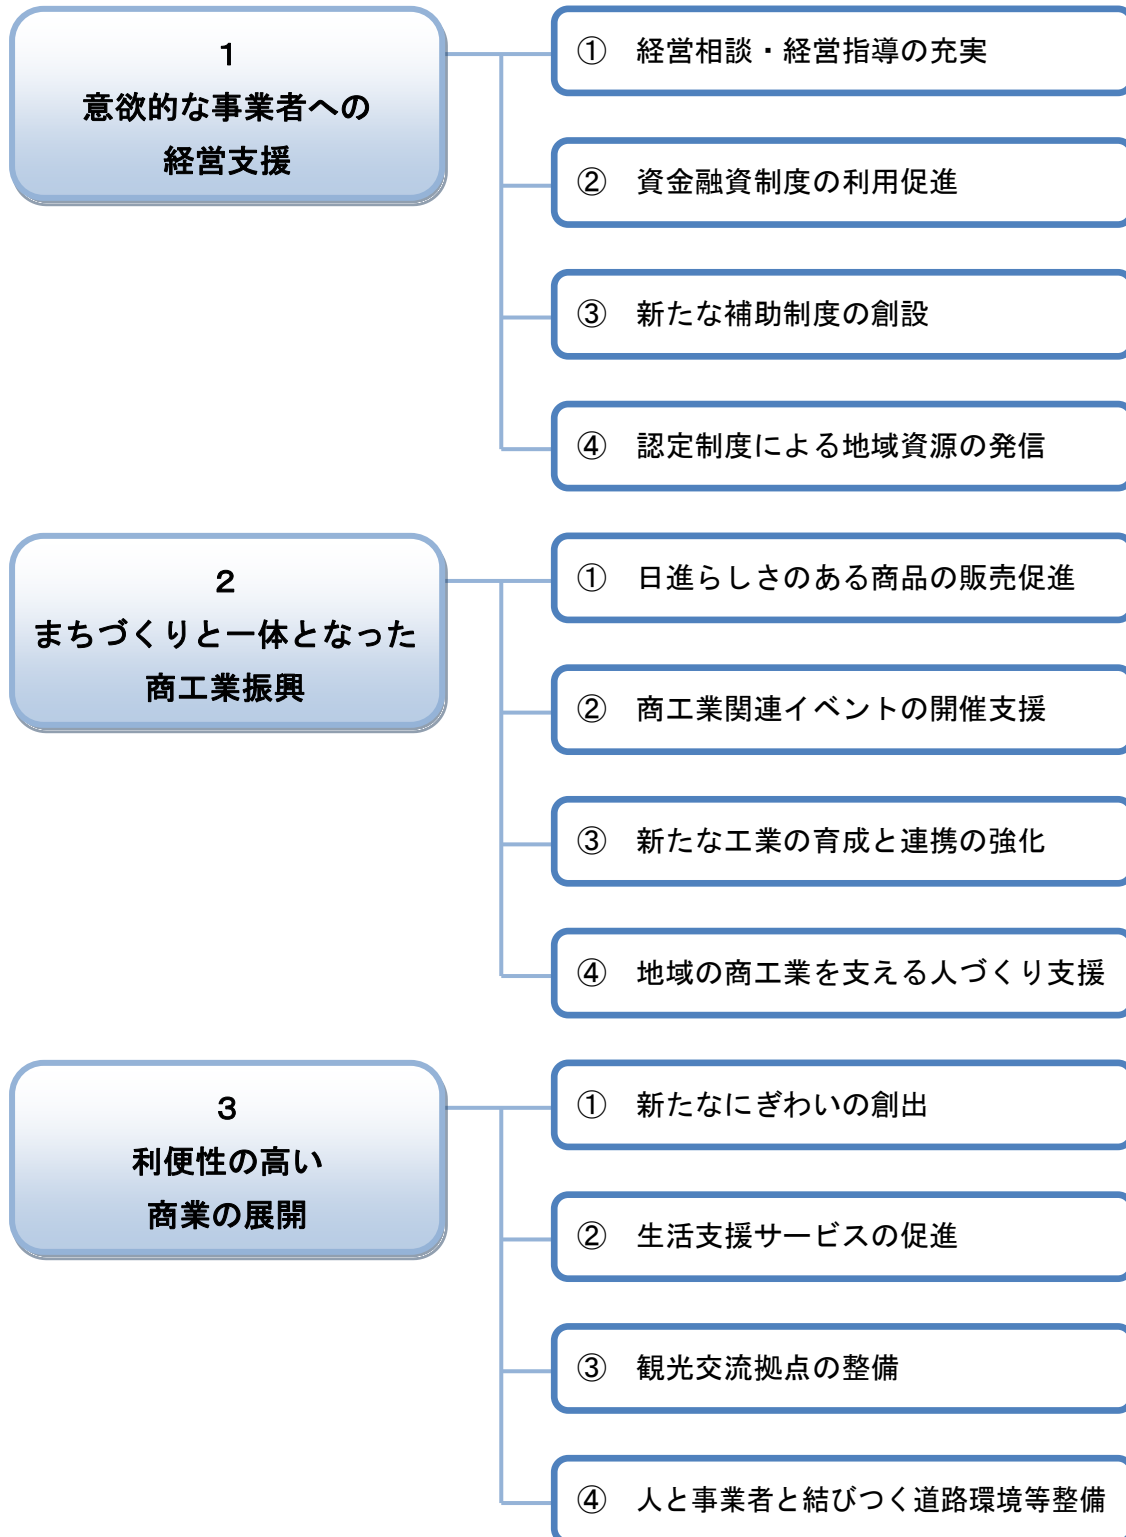 1
意欲的な事業者への
経営支援
① 経営相談・経営指導の充実
② 資金融資制度の利用促進
③ 新たな補助制度の創設
④ 認定制度による地域資源の発信
2
まちづくりと一体となった
商工業振興
① 日進らしさのある商品の販売促進
② 商工業関連イベントの開催支援
③ 新たな工業の育成と連携の強化
④ 地域の商工業を支える人づくり支援
3
利便性の高い
商業の展開
① 新たなにぎわいの創出
② 生活支援サービスの促進
③ 観光交流拠点の整備
④ 人と事業者と結びつく道路環境等整備